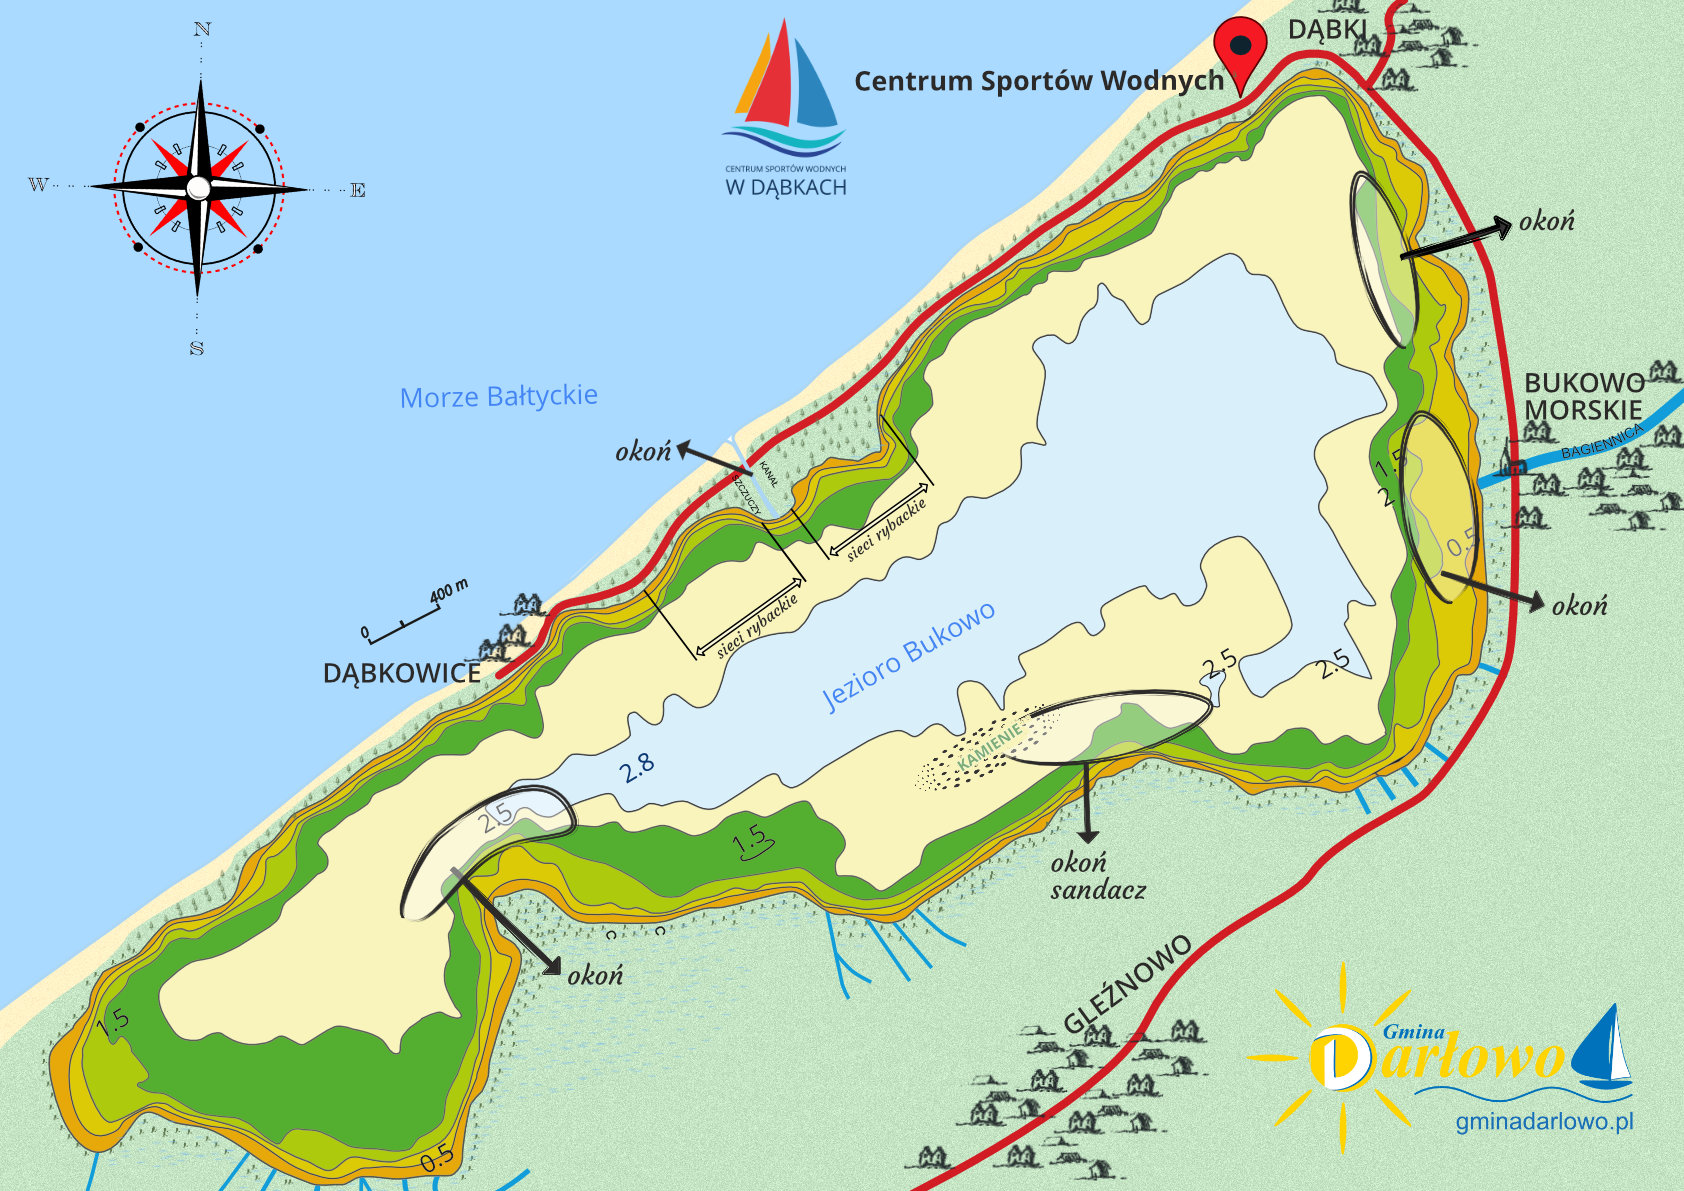 N
W
E
S
CENTRUM SPORTÓW WODNYCH
W DĄBKACH
Centrum Sportów Wodnych
DĄBKI
okoń
Morze Bałtyckie
BUKOWO
MORSKIE
BAGIENNICA
okoń
KANAŁ
SZCZUCZY
1.5
2
0.5
sieci rybackie
sieci rybackie
0
400 m
okoń
DĄBKOWICE
Jezioro Bukowo
2.5
2.5
2.8
KAMIENIE
2.5
1.5
okoń
sandacz
okoń
GLEŹNOWO
1.5
0.5
Gmina
Darłowo
gminadarlowo.pl